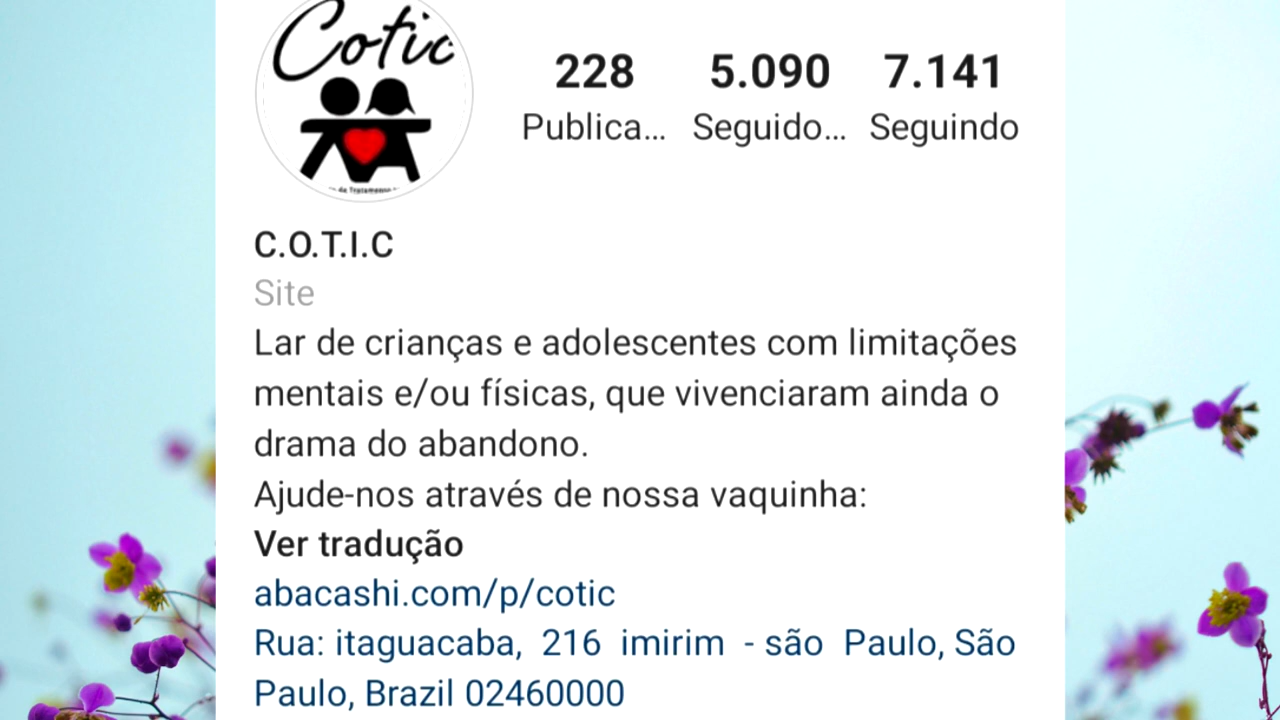 Cotic
228 5.090 7.141
Publica... Seguido... Seguindo
C.O.T.I.C
Site
Lar de crianças e adolescentes com limitações
mentais e/ou físicas, que vivenciaram ainda o
drama do abandono.
Ajude-nos através de nossa vaquinha:
Ver tradução
abacashi.com/p/cotic
Rua: itaguacaba, 216 imirim - são Paulo, São
Paulo, Brazil 02460000